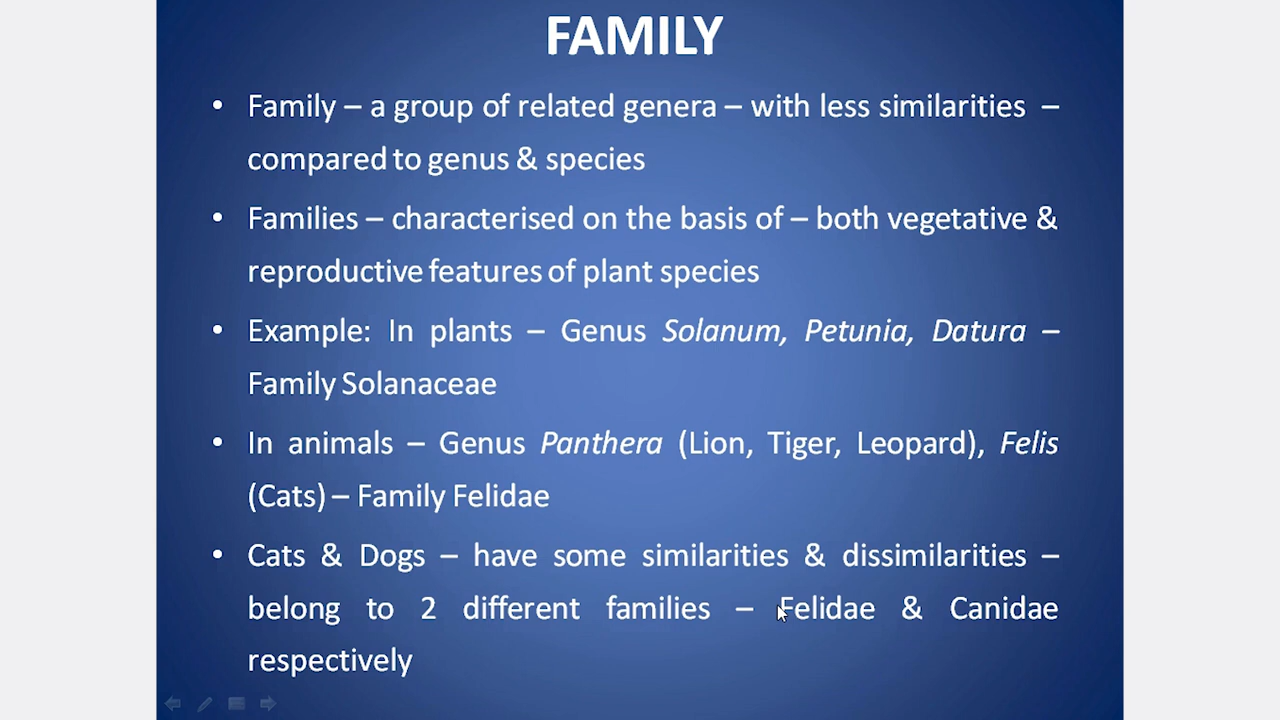 FAMILY
• Family – a group of related genera – with less similarities –
compared to genus & species
• Families – characterised on the basis of – both vegetative &
reproductive features of plant species
• Example: In plants – Genus Solanum, Petunia, Datura –
Family Solanaceae
• In animals – Genus Panthera (Lion, Tiger, Leopard), Felis
(Cats) – Family Felidae
• Cats & Dogs – have some similarities & dissimilarities –
belong to 2 different families – Felidae & Canidae
respectively